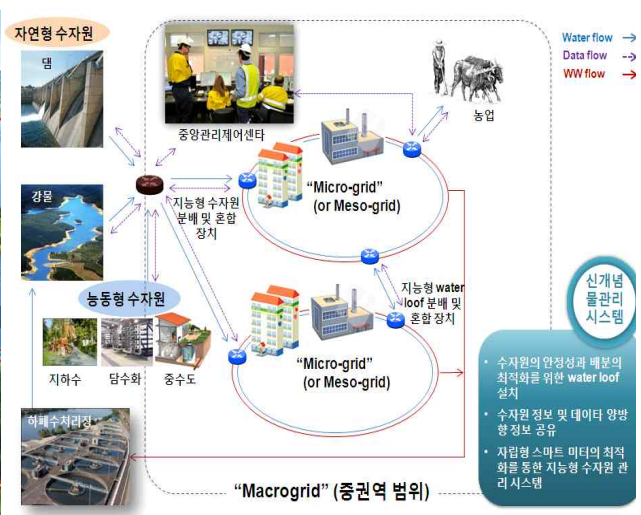 자연형 수자원
댐
강물
중앙관리제어센타
농업
Water flow
Data flow
WW flow
지능형 수자원
분배 및 혼합
장치
"Micro-grid"
(or Meso-grid)
능동형 수자원
지하수
담수화
중수도
하폐수처리장
지능형 water
loof 분배 및
혼합 장치
"Micro-grid"
(or Meso-grid)
"Macrogrid" (중권역 범위)
신개념
물관리
시스템
• 수자원의 안정성과 배분의
최적화를 위한 water loof
설치
• 수자원 정보 및 데이타 양방
향 정보 공유
• 자립형 스마트 미터의 최적
화를 통한 지능형 수자원 관
리 시스템